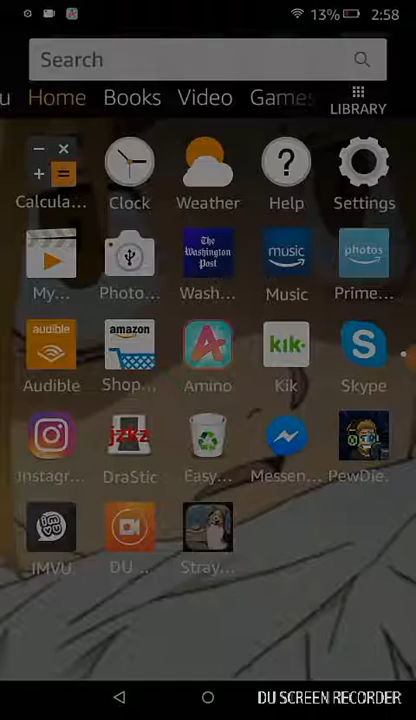 13% 2:58
Search
u Home Books Video Games LIBRARY
Calcula... Clock Weather Help Settings
The Washington Post music photos
My... Photo... Wash... Music Prime...
audible amazon A kik S
Audible Shop... Amino Kik Skype
jzkz
Instagr... DraStic Easy... Messen... PewDie...
imvu
IMVU DU ... Stray...
DU SCREEN RECORDER